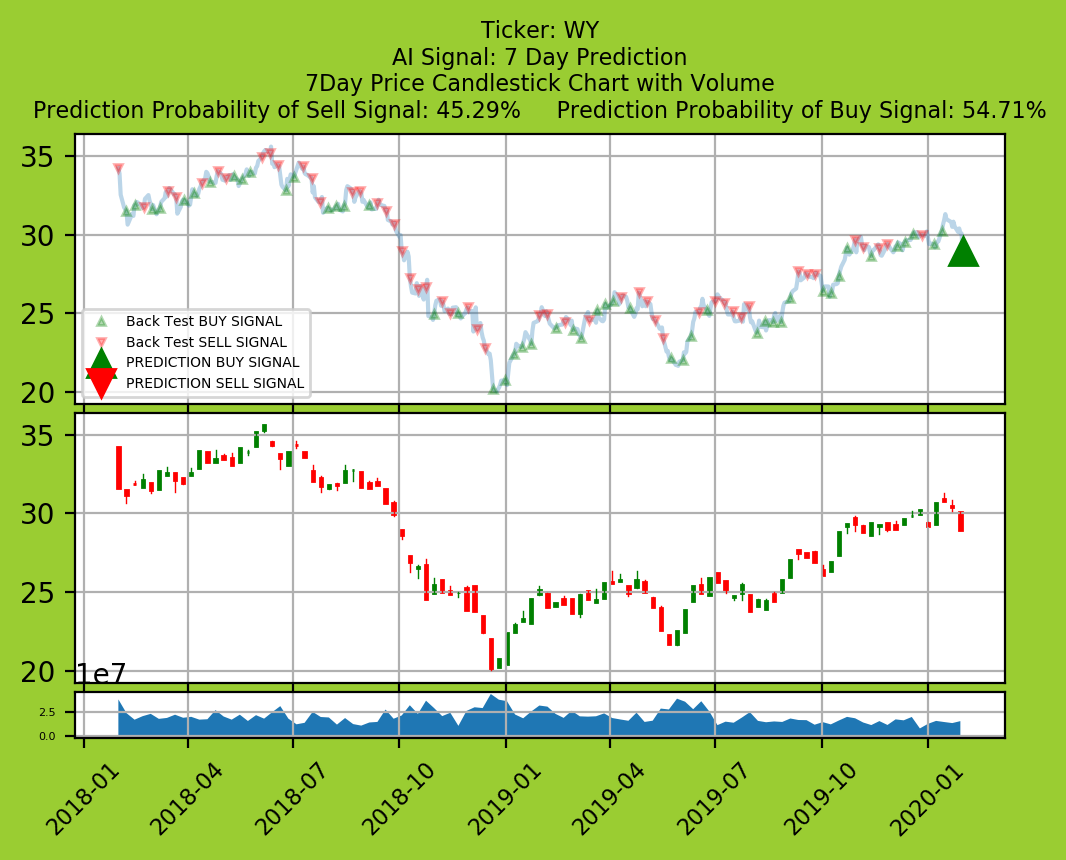 Ticker: WY
AI Signal: 7 Day Prediction
7Day Price Candlestick Chart with Volume
Prediction Probability of Sell Signal: 45.29% Prediction Probability of Buy Signal: 54.71%
35
30
25
20
Back Test BUY SIGNAL
Back Test SELL SIGNAL
PREDICTION BUY SIGNAL
PREDICTION SELL SIGNAL
35
30
25
20
1e7
2.5
0.0
2018-01
2018-04
2018-07
2018-10
2019-01
2019-04
2019-07
2019-10
2020-01